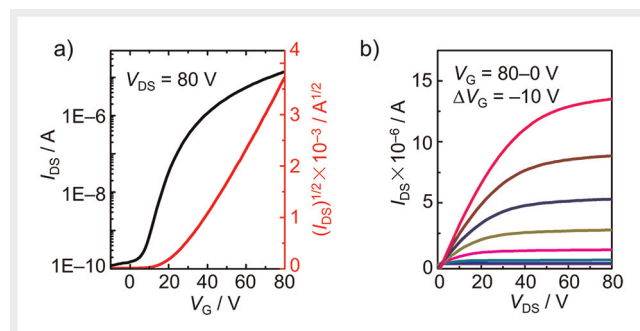 a)
V_DS = 80 V
I_DS / A
1E–6
1E–8
1E–10
0
20
40
60
80
V_G / V
4
3
2
1
0
(I_DS)^1/2 × 10^–3 / A^1/2
b)
V_G = 80–0 V
ΔV_G = –10 V
I_DS × 10^–6 / A
15
10
5
0
0
20
40
60
80
V_DS / V